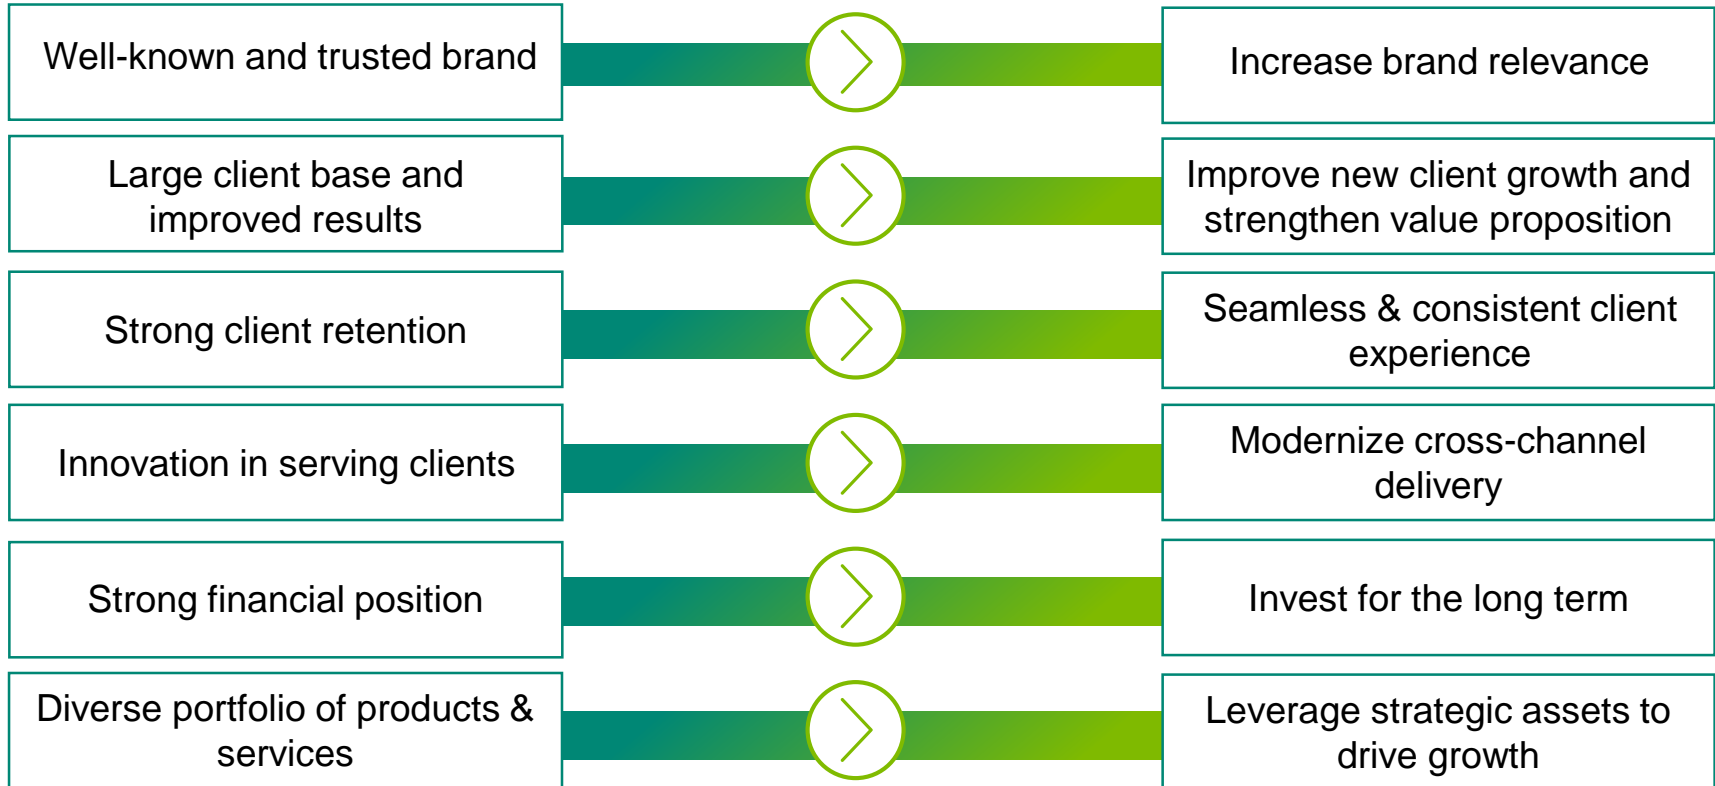 Well-known and trusted brand
Increase brand relevance
Large client base and
improved results
Improve new client growth and
strengthen value proposition
Strong client retention
Seamless & consistent client
experience
Innovation in serving clients
Modernize cross-channel
delivery
Strong financial position
Invest for the long term
Diverse portfolio of products &
services
Leverage strategic assets to
drive growth